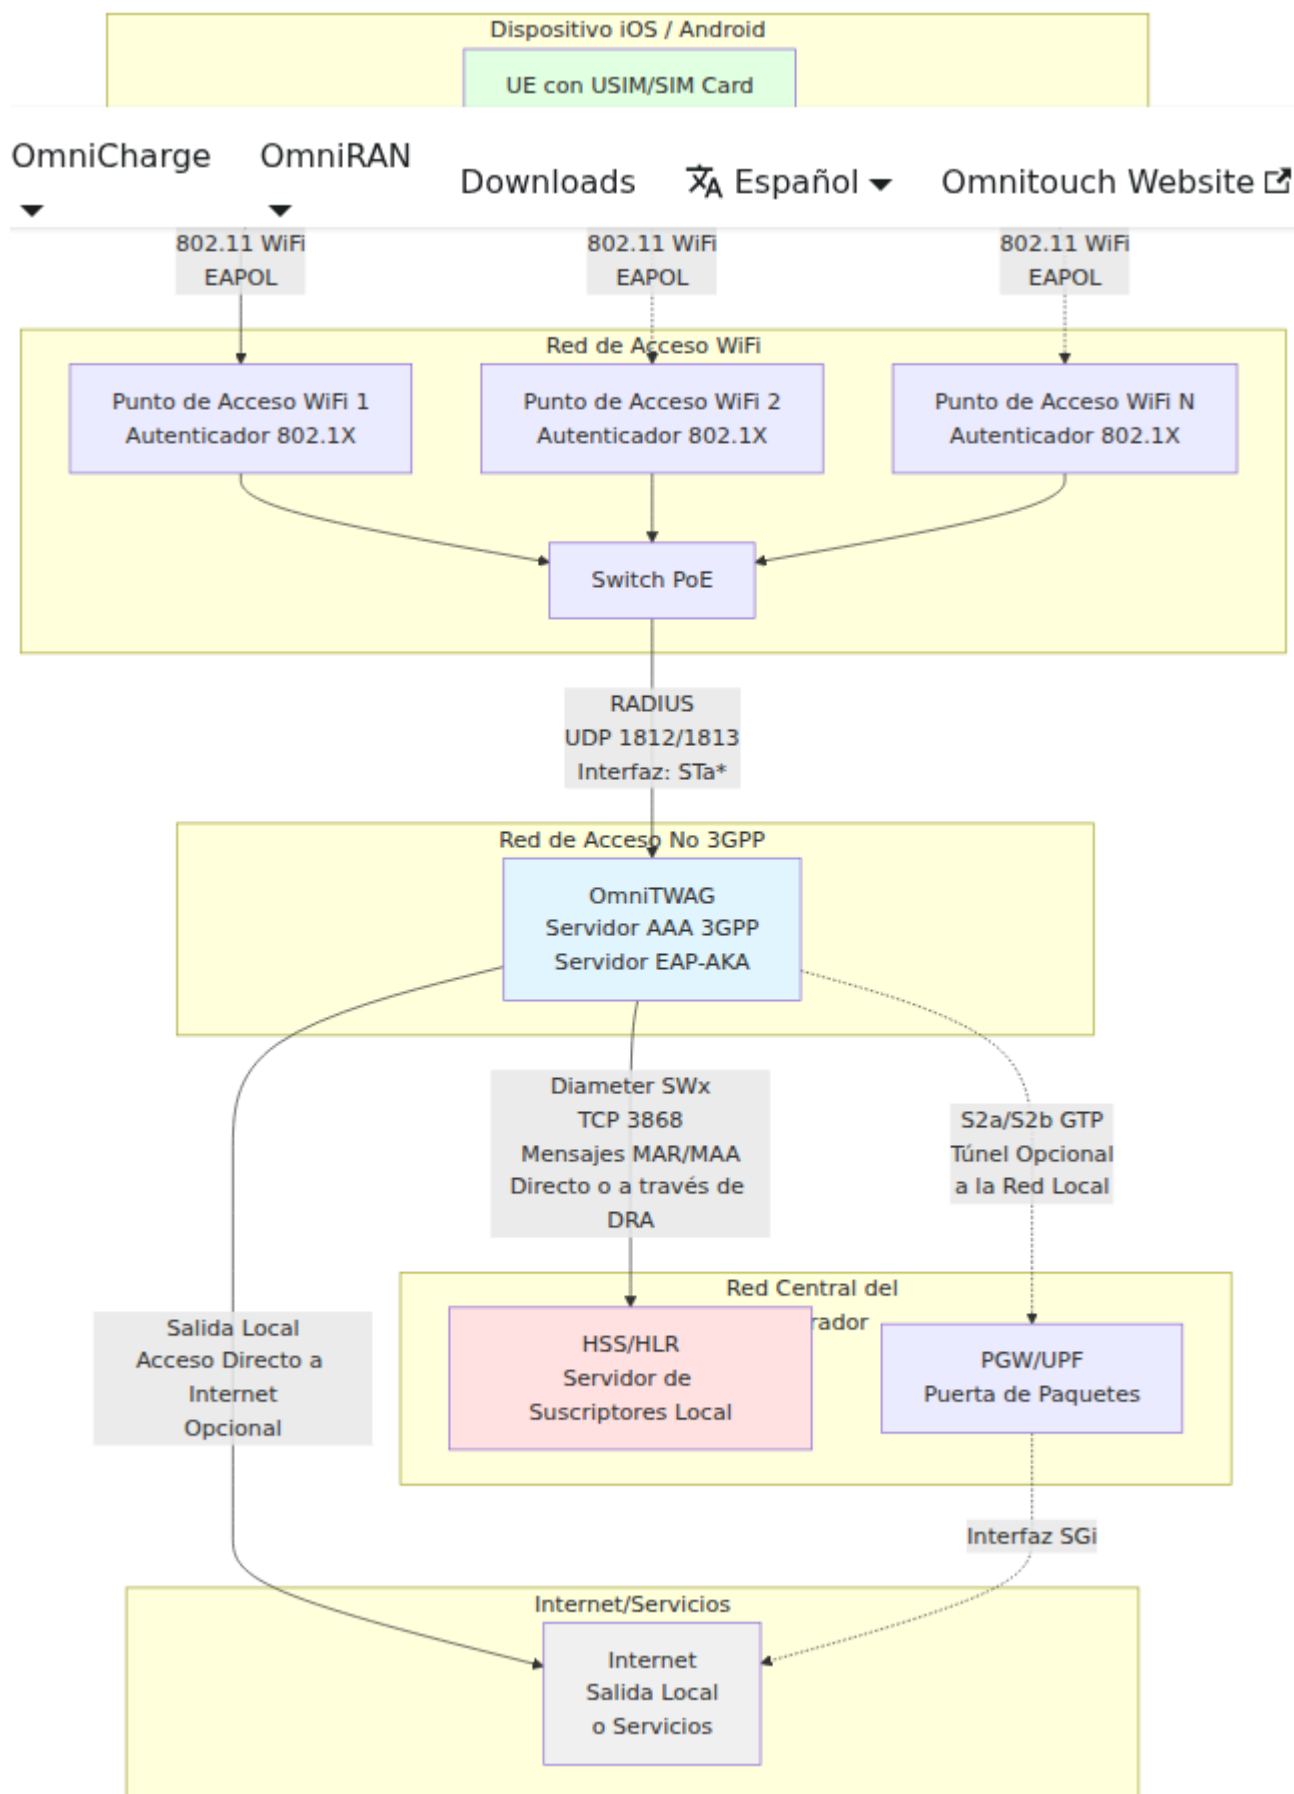 Dispositivo iOS / Android
UE con USIM/SIM Card
OmniCharge
OmniRAN
Downloads
Español
Omnitouch Website
802.11 WiFi
EAPOL
802.11 WiFi
EAPOL
802.11 WiFi
EAPOL
Red de Acceso WiFi
Punto de Acceso WiFi 1
Autenticador 802.1X
Punto de Acceso WiFi 2
Autenticador 802.1X
Punto de Acceso WiFi N
Autenticador 802.1X
Switch PoE
RADIUS
UDP 1812/1813
Interfaz: STa*
Red de Acceso No 3GPP
OmniTWAG
Servidor AAA 3GPP
Servidor EAP-AKA
Diameter SWx
TCP 3868
Mensajes MAR/MAA
Directo o a través de
DRA
S2a/S2b GTP
Túnel Opcional
a la Red Local
Salida Local
Acceso Directo a
Internet
Opcional
Red Central del
rador
HSS/HLR
Servidor de
Suscriptores Local
PGW/UPF
Puerta de Paquetes
Interfaz SGi
Internet/Servicios
Internet
Salida Local
o Servicios